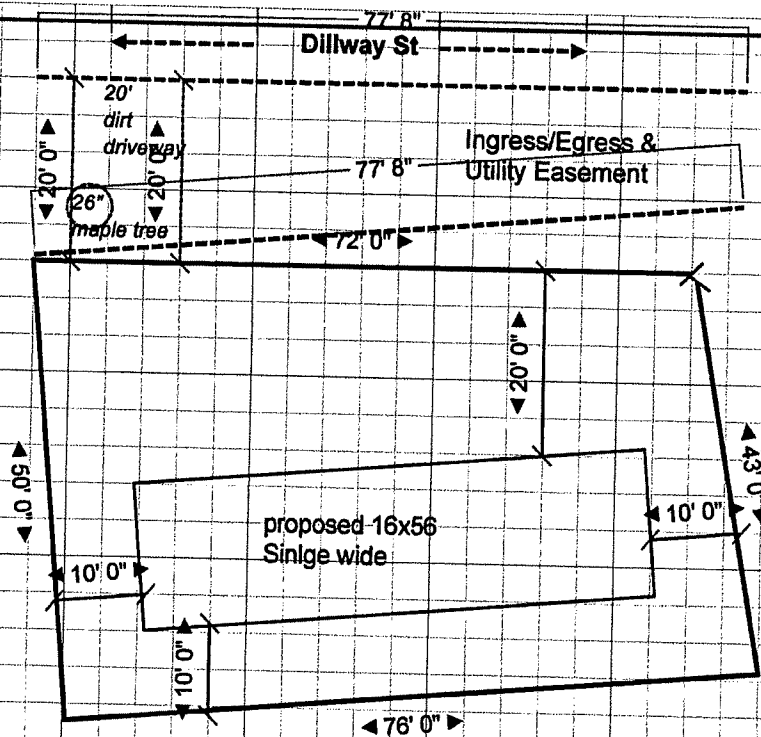 77' 8"
Dillway St
20'
dirt
driveway
20' 0"
20' 0"
Ingress/Egress &
Utility Easement
77' 8"
26"
maple tree
72' 0"
20' 0"
50' 0"
43' 0"
proposed 16x56
Sinlge wide
10' 0"
10' 0"
10' 0"
76' 0"